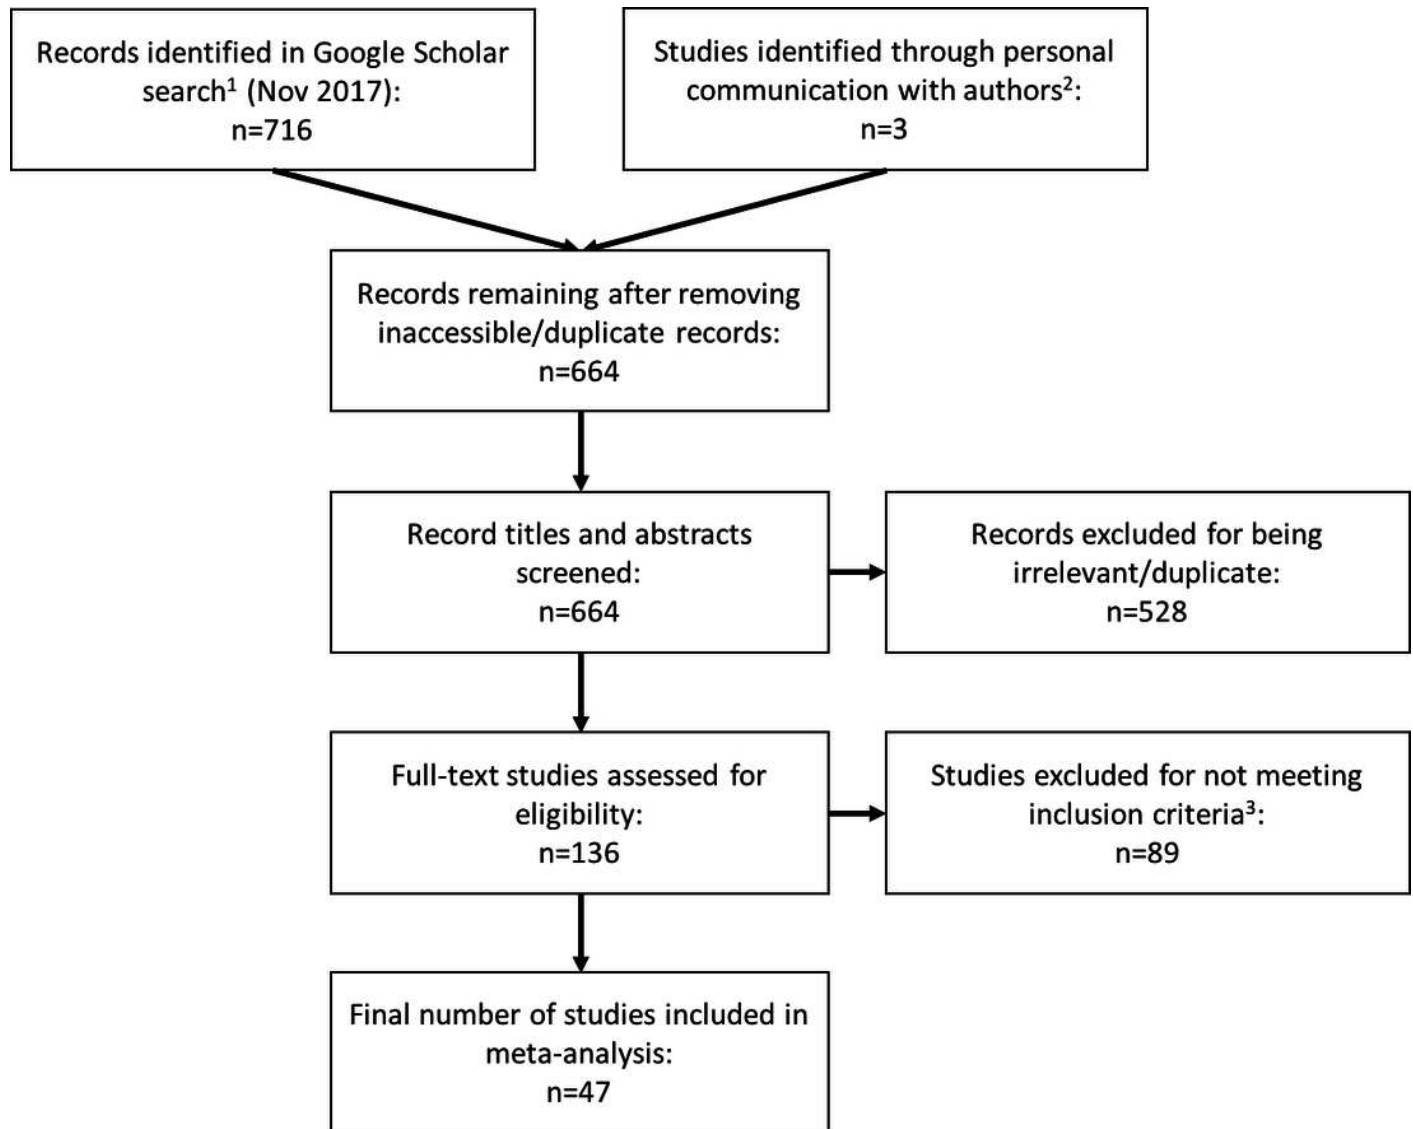 Records identified in Google Scholar
search¹ (Nov 2017):
n=716
Studies identified through personal
communication with authors²:
n=3
Records remaining after removing
inaccessible/duplicate records:
n=664
Record titles and abstracts
screened:
n=664
Records excluded for being
irrelevant/duplicate:
n=528
Full-text studies assessed for
eligibility:
n=136
Studies excluded for not meeting
inclusion criteria³:
n=89
Final number of studies included in
meta-analysis:
n=47